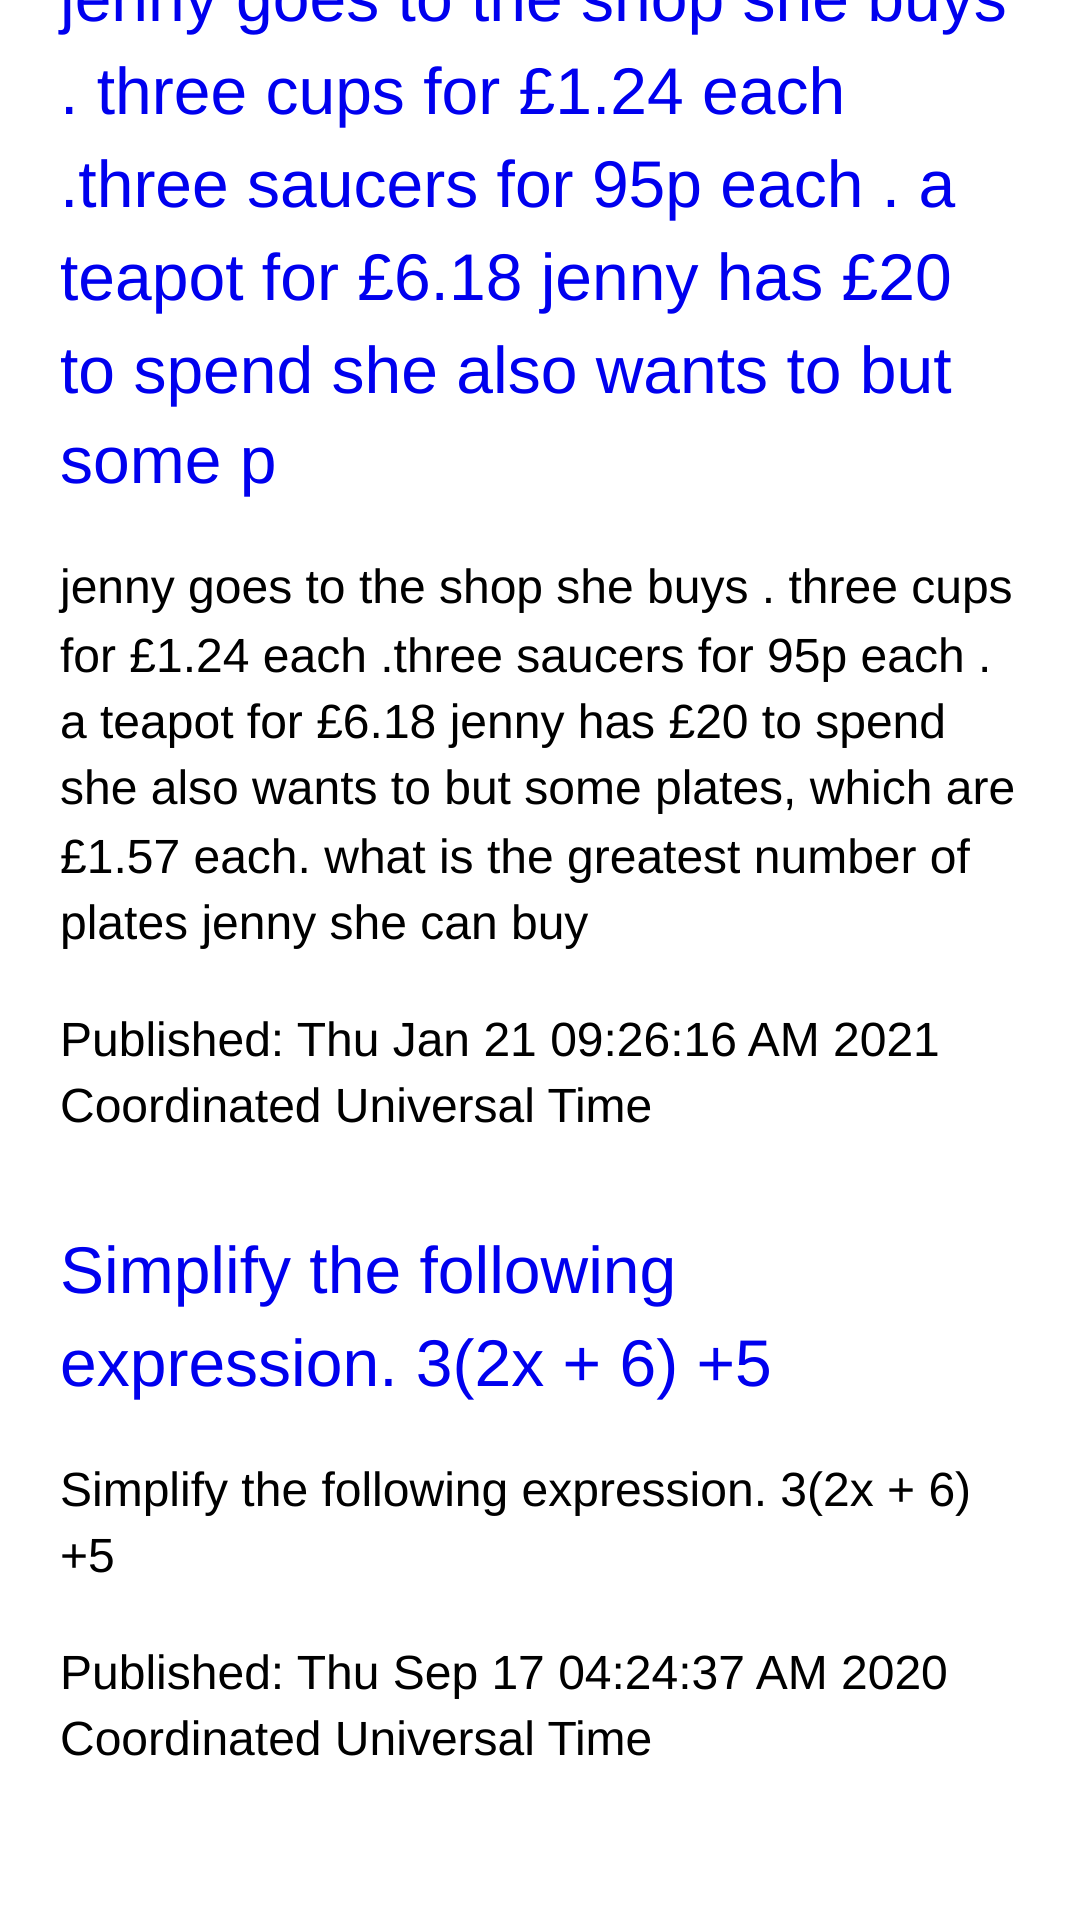 jenny goes to the shop she buys
. three cups for £1.24 each
.three saucers for 95p each . a
teapot for £6.18 jenny has £20
to spend she also wants to but
some p
jenny goes to the shop she buys . three cups
for £1.24 each .three saucers for 95p each .
a teapot for £6.18 jenny has £20 to spend
she also wants to but some plates, which are
£1.57 each. what is the greatest number of
plates jenny she can buy
Published: Thu Jan 21 09:26:16 AM 2021
Coordinated Universal Time
Simplify the following
expression. 3(2x + 6) +5
Simplify the following expression. 3(2x + 6)
+5
Published: Thu Sep 17 04:24:37 AM 2020
Coordinated Universal Time